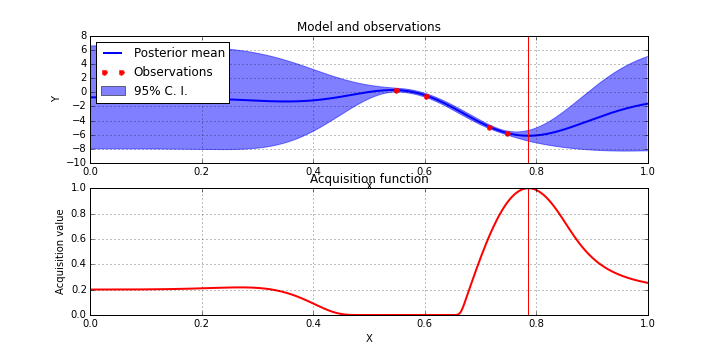 Model and observations
8
6
4
2
0
−2
−4
−6
−8
−10
Y
Posterior mean
Observations
95% C. I.
0.0 0.2 0.4 0.6 0.8 1.0
X
Acquisition function
1.0
0.8
0.6
0.4
0.2
0.0
Acquisition value
0.0 0.2 0.4 0.6 0.8 1.0
X